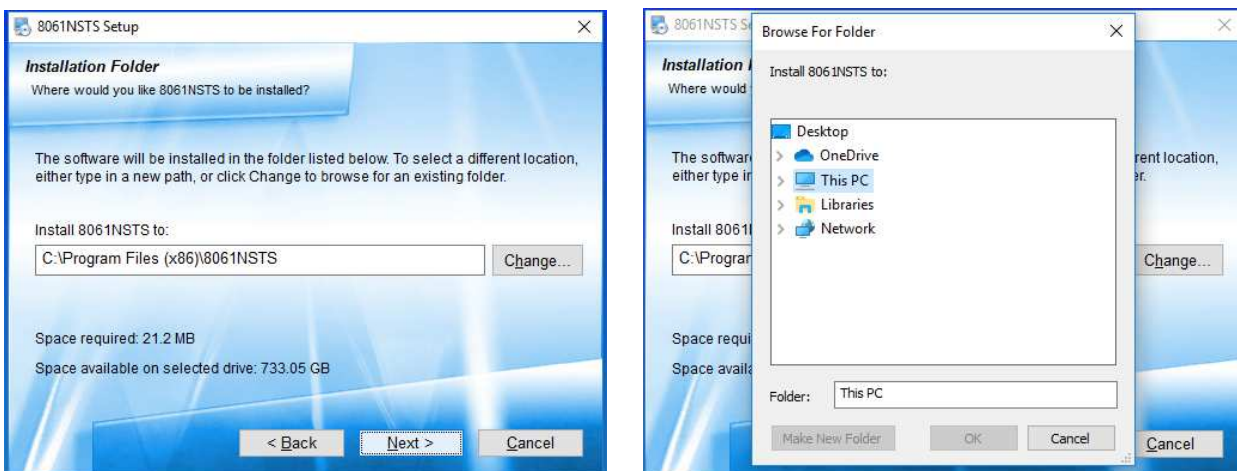 8061NSTS Setup
Installation Folder
Where would you like 8061NSTS to be installed?
The software will be installed in the folder listed below. To select a different location,
either type in a new path, or click Change to browse for an existing folder.
Install 8061NSTS to:
C:\Program Files (x86)\8061NSTS
Change...
Space required: 21.2 MB
Space available on selected drive: 733.05 GB
< Back
Next >
Cancel
8061NSTS Se
Installation
Where would
The softwar
rent location,
either type in
er.
Install 8061
C:\Program
Change...
Space requi
Space availa
Cancel
Browse For Folder
Install 8061NSTS to:
Desktop
OneDrive
This PC
Libraries
Network
Folder:
This PC
Make New Folder
OK
Cancel